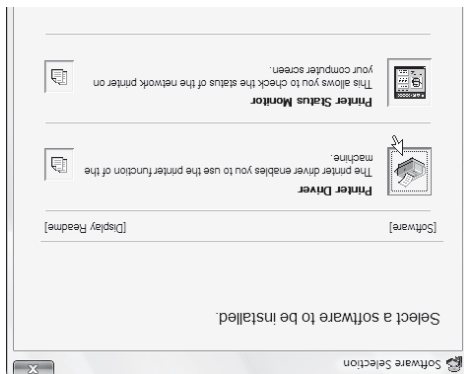 Software Selection
Select a software to be installed.
[Software] [Display Readme]
Printer Driver
The printer driver enables you to use the printer function of the
machine.
Printer Status Monitor
This allows you to check the status of the network printer on
your computer screen.